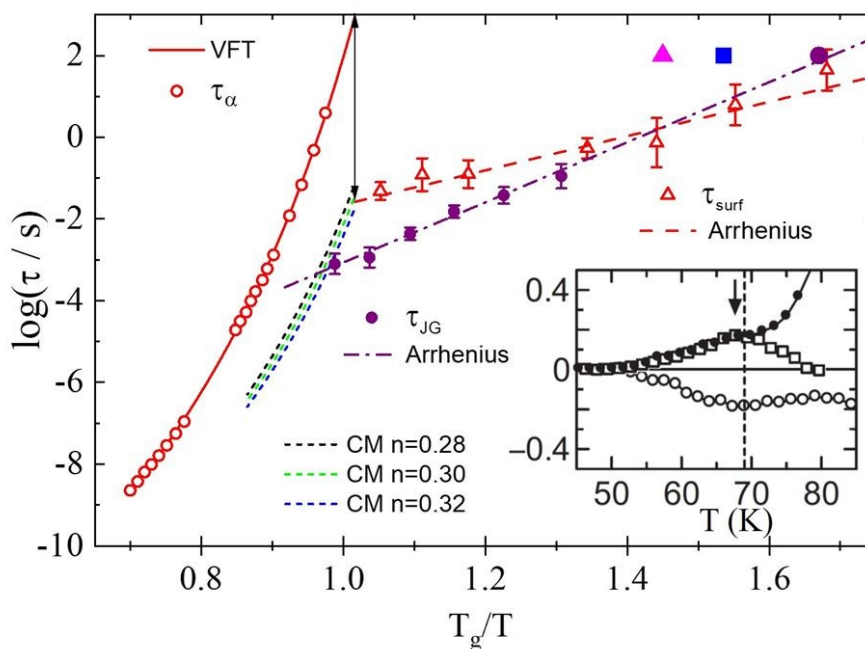 2
0
-2
-4
-6
-8
-10
log(τ / s)
VFT
τα
τsurf
Arrhenius
τJG
Arrhenius
CM n=0.28
CM n=0.30
CM n=0.32
0.4
0
−0.4
50 60 70 80
T (K)
0.8 1.0 1.2 1.4 1.6
Tg/T